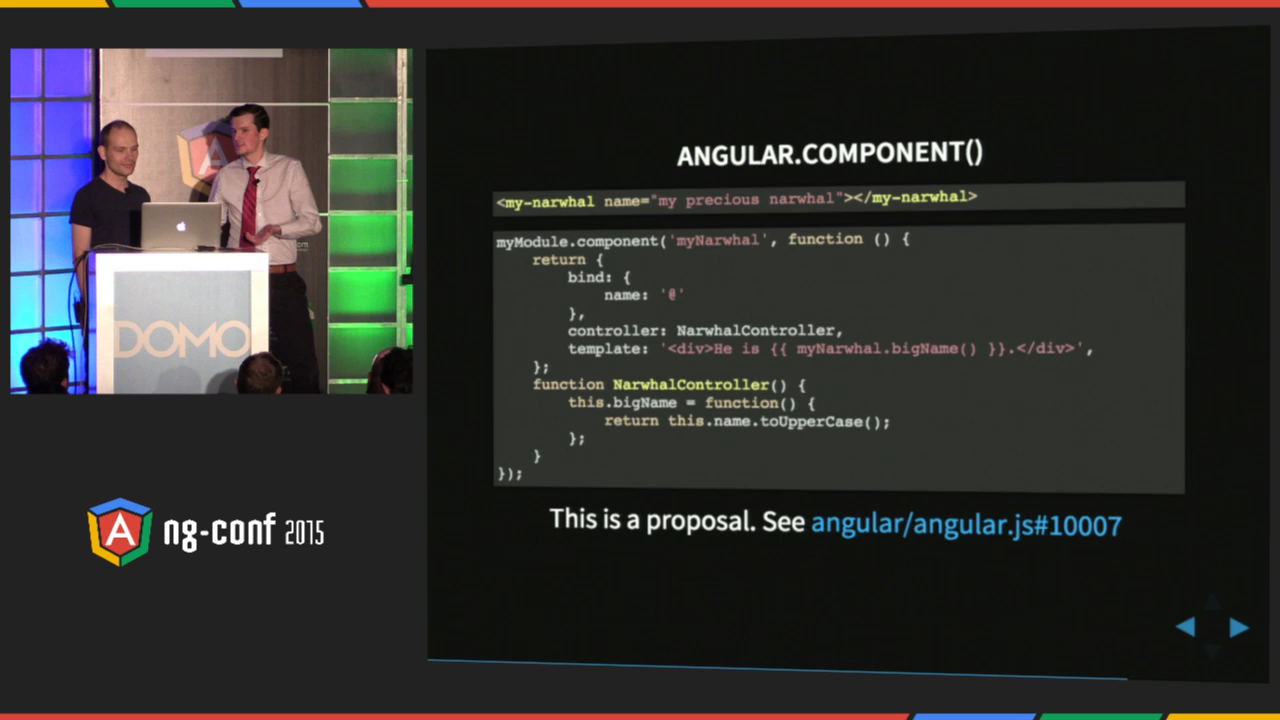 ANGULAR.COMPONENT()
<my-narwhal name="my precious narwhal"></my-narwhal>
myModule.component('myNarwhal', function () {
    return {
        bind: {
            name: '@'
        },
        controller: NarwhalController,
        template: '<div>He is {{ myNarwhal.bigName() }}.</div>',
    };
    function NarwhalController() {
        this.bigName = function() {
            return this.name.toUpperCase();
        };
    }
});
This is a proposal. See angular/angular.js#10007
A
DOMO
A ng-conf 2015